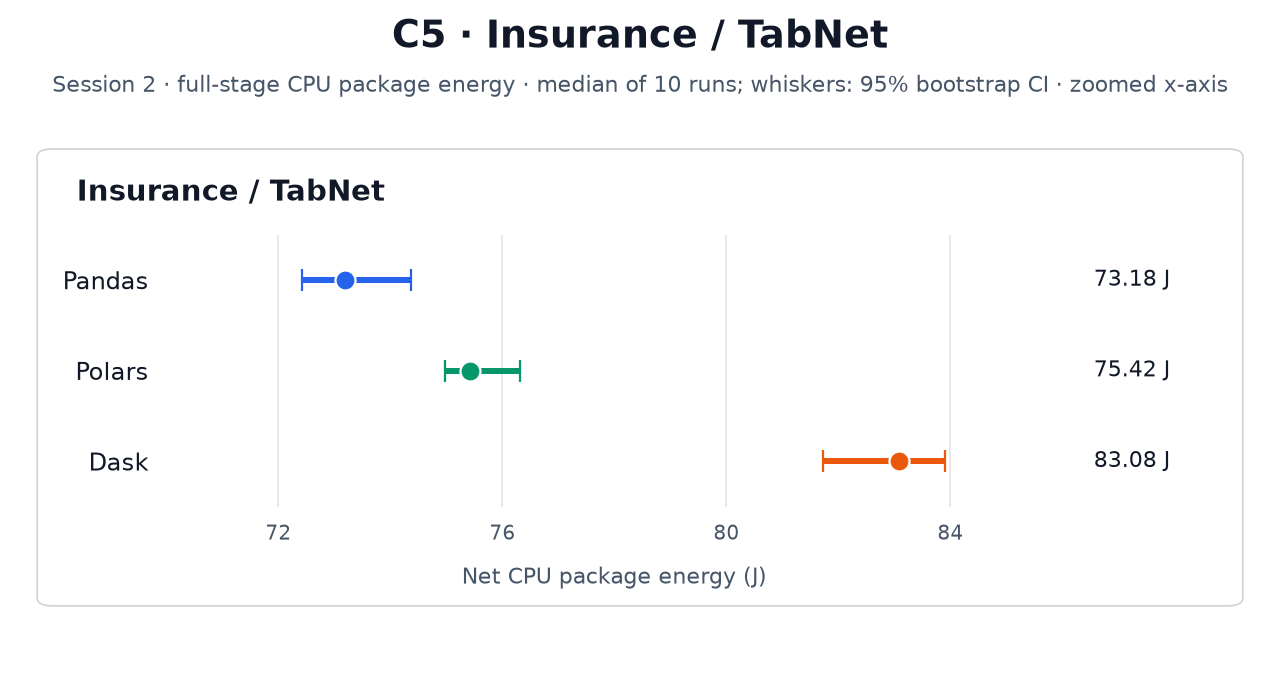 C5 · Insurance / TabNet
Session 2 · full-stage CPU package energy · median of 10 runs; whiskers: 95% bootstrap CI · zoomed x-axis
Insurance / TabNet
Pandas 73.18 J
Polars 75.42 J
Dask 83.08 J
72 76 80 84
Net CPU package energy (J)